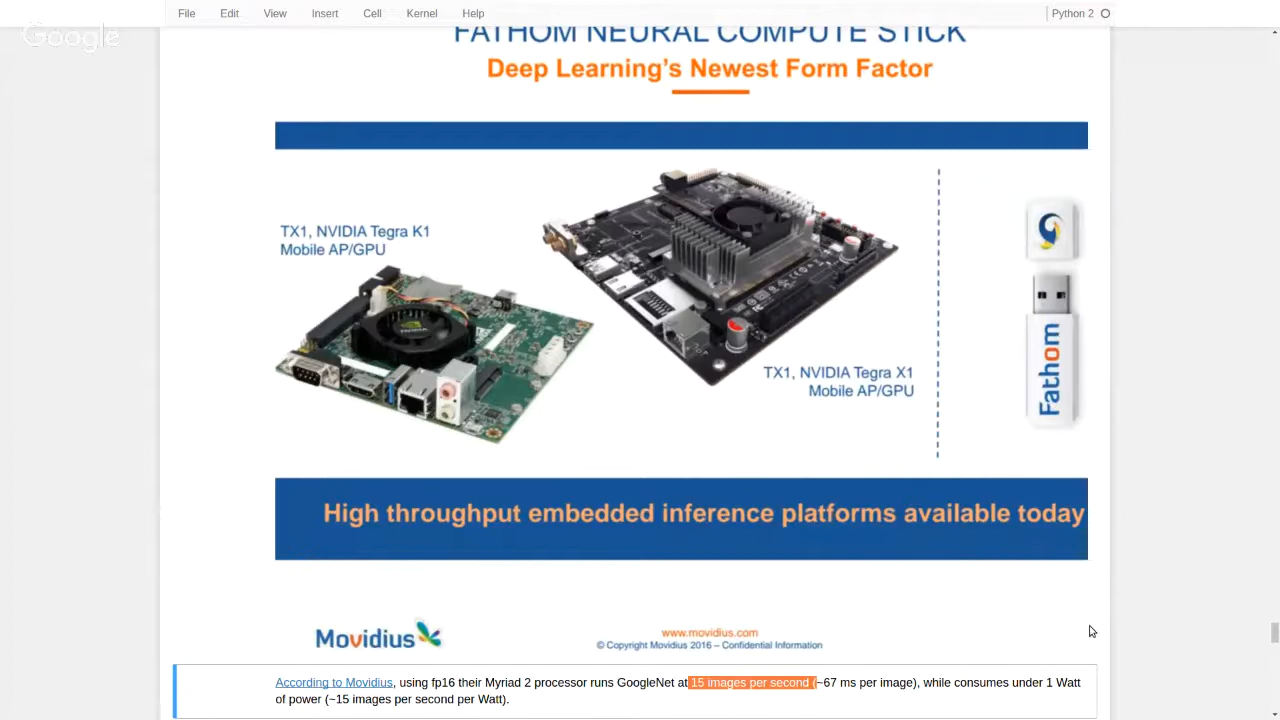 File Edit View Insert Cell Kernel Help Python 2
Google
FATHOM NEURAL COMPUTE STICK
Deep Learning's Newest Form Factor
TX1, NVIDIA Tegra K1
Mobile AP/GPU
TX1, NVIDIA Tegra X1
Mobile AP/GPU
Fathom
High throughput embedded inference platforms available today
Movidius
www.movidius.com
© Copyright Movidius 2016 – Confidential Information
According to Movidius, using fp16 their Myriad 2 processor runs GoogleNet at 15 images per second (~67 ms per image), while consumes under 1 Watt
of power (~15 images per second per Watt).